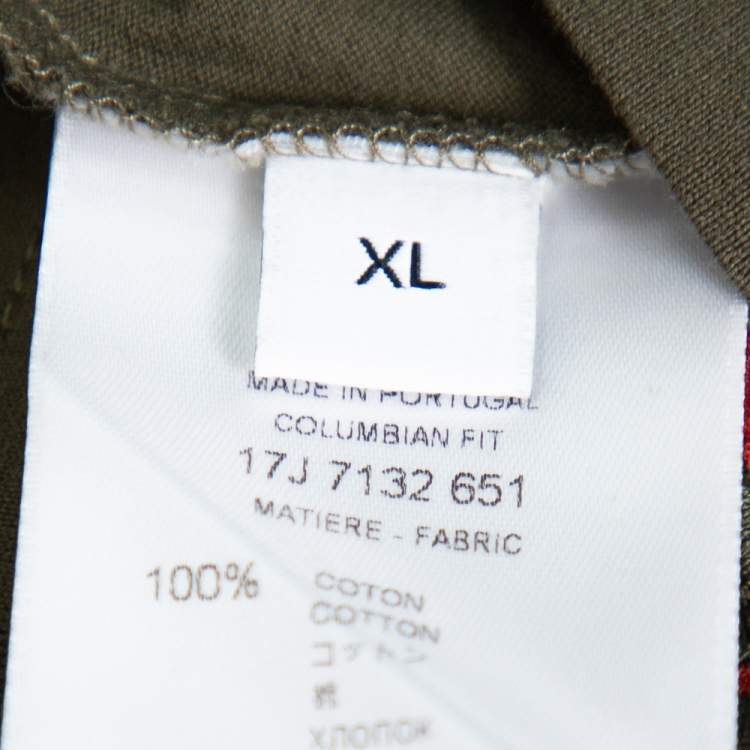 XL
MADE IN PORTUGAL
COLUMBIAN FIT
17J 7132 651
MATIERE - FABRIC
100% COTON
COTTON
コットン
棉
ХЛОПОК